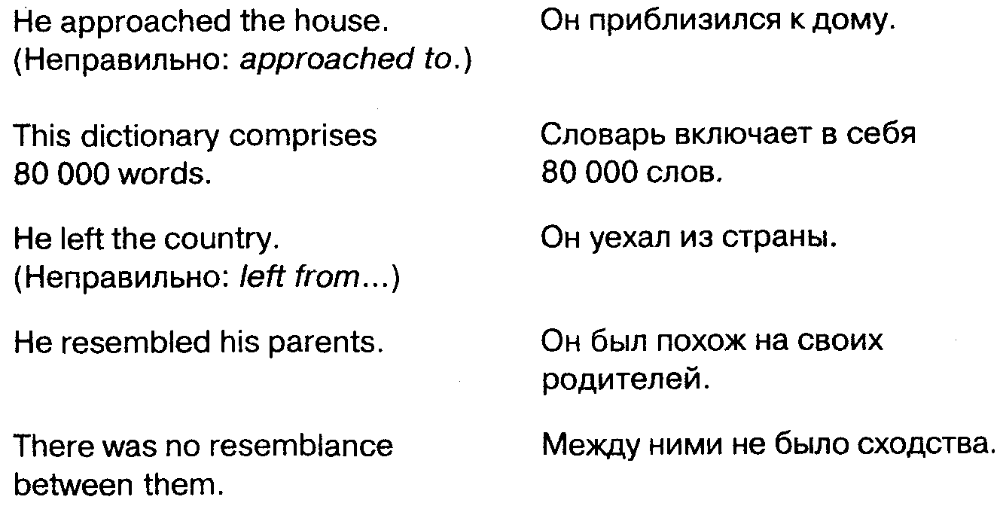 He approached the house.
(Неправильно: approached to.)
Он приблизился к дому.
This dictionary comprises
80 000 words.
Словарь включает в себя
80 000 слов.
He left the country.
(Неправильно: left from...)
Он уехал из страны.
He resembled his parents.
Он был похож на своих
родителей.
There was no resemblance
between them.
Между ними не было сходства.